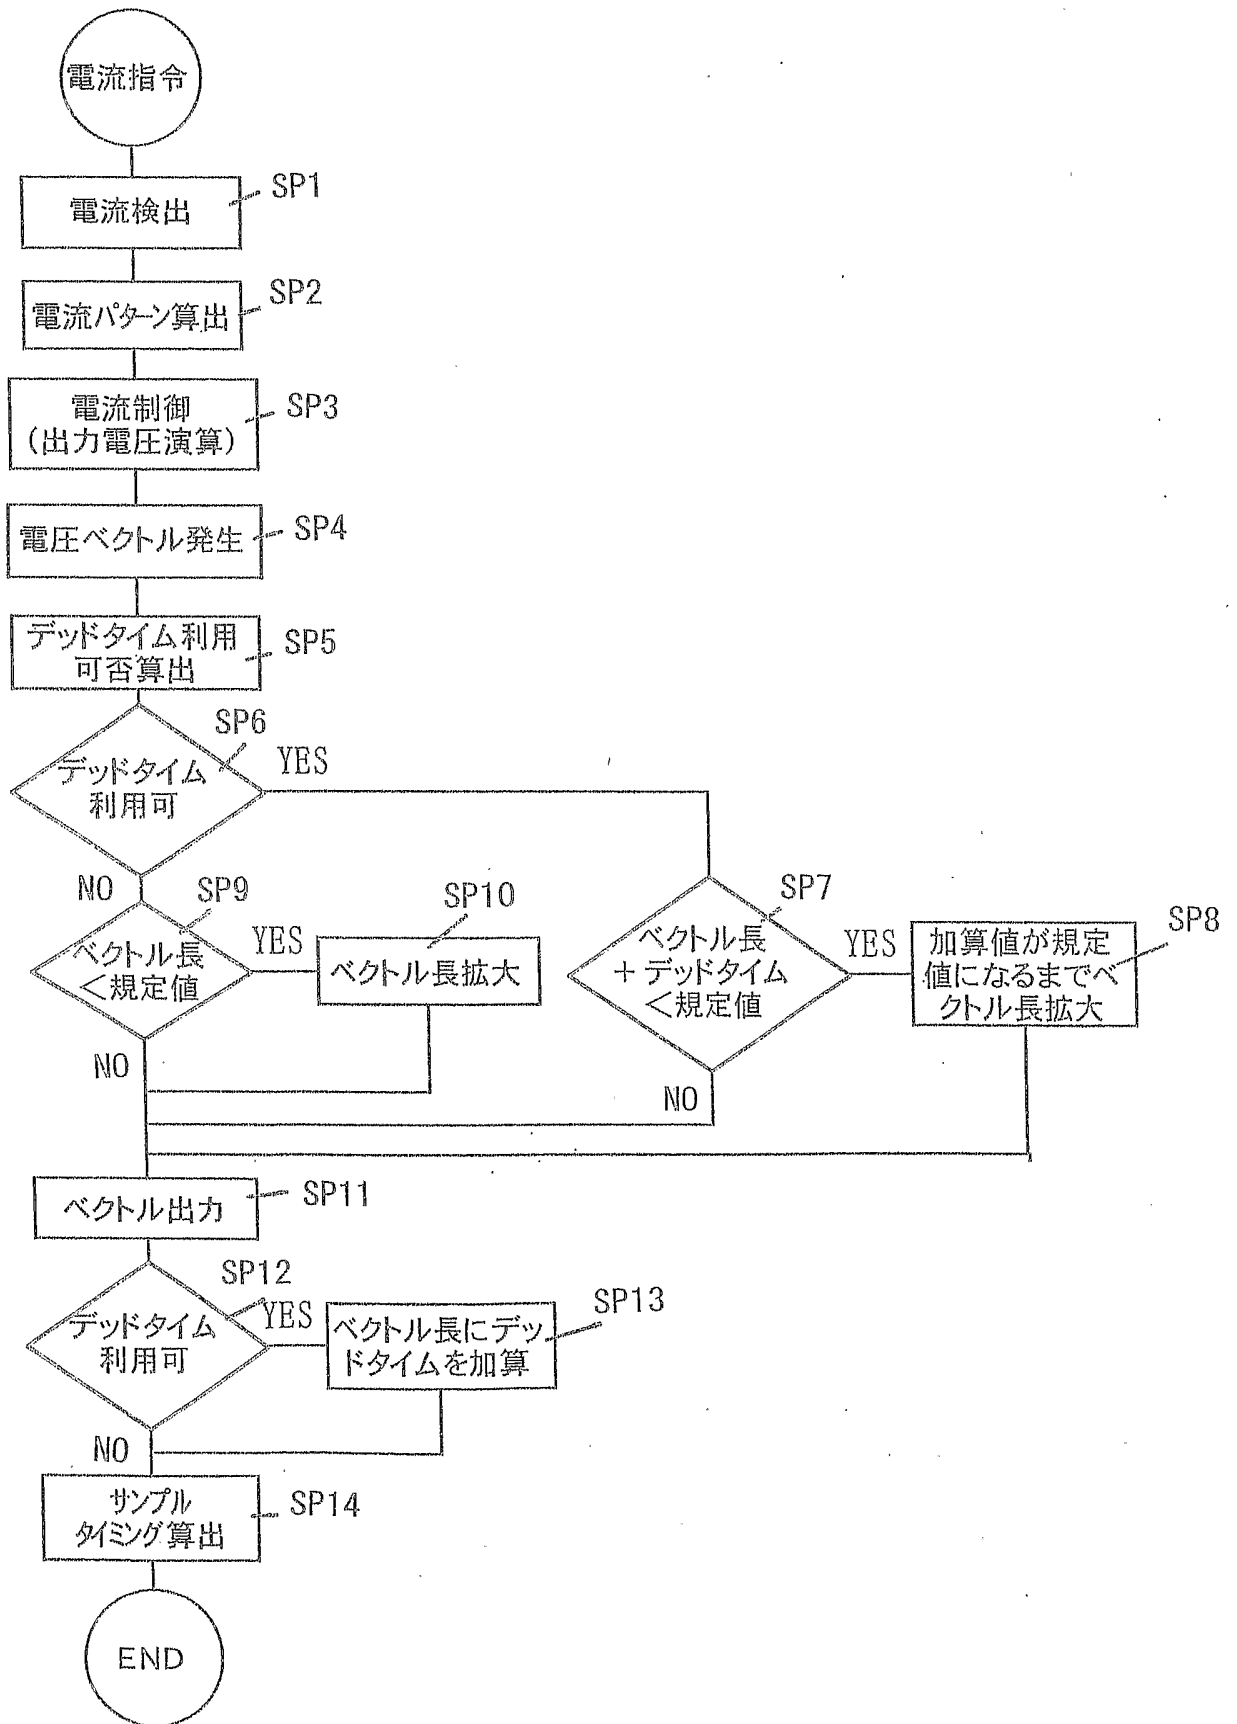 電流指令
SP1
電流検出
SP2
電流パターン算出
SP3
電流制御
(出力電圧演算)
SP4
電圧ベクトル発生
SP5
デッドタイム利用
可否算出
SP6
YES
デッドタイム
利用可
NO
SP9
YES
ベクトル長
<規定値
NO
SP10
ベクトル長拡大
SP7
YES
ベクトル長
+デッドタイム
<規定値
NO
SP8
加算値が規定
値になるまでベ
クトル長拡大
SP11
ベクトル出力
SP12
YES
デッドタイム
利用可
NO
SP13
ベクトル長にデッ
ドタイムを加算
SP14
サンプル
タイミング算出
END